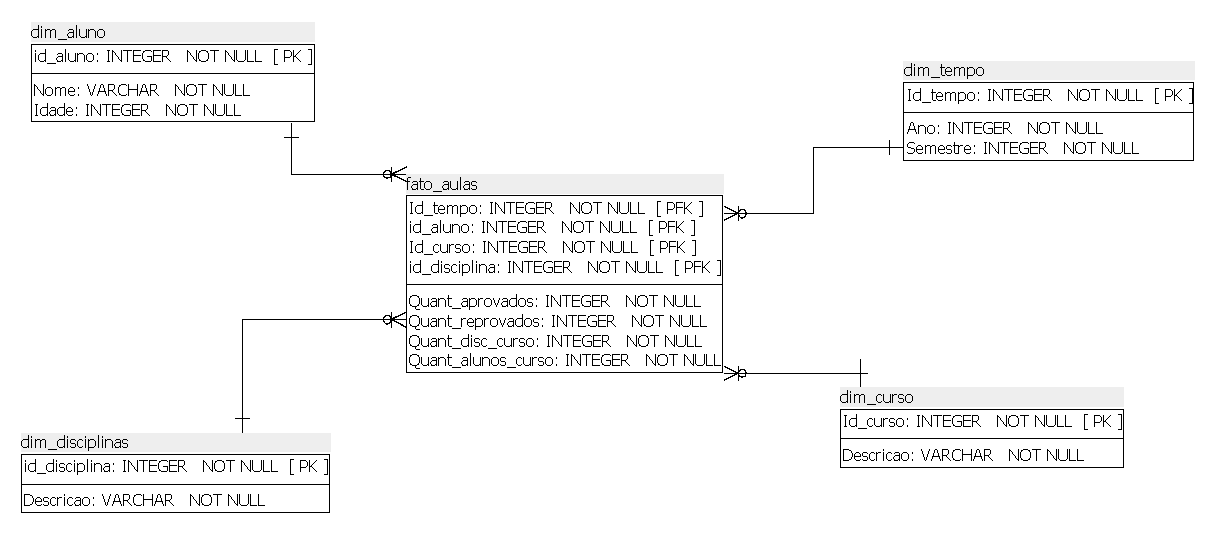 dim_aluno
id_aluno: INTEGER NOT NULL [ PK ]
Nome: VARCHAR NOT NULL
Idade: INTEGER NOT NULL
dim_tempo
Id_tempo: INTEGER NOT NULL [ PK ]
Ano: INTEGER NOT NULL
Semestre: INTEGER NOT NULL
fato_aulas
Id_tempo: INTEGER NOT NULL [ PFK ]
id_aluno: INTEGER NOT NULL [ PFK ]
Id_curso: INTEGER NOT NULL [ PFK ]
id_disciplina: INTEGER NOT NULL [ PFK ]
Quant_aprovados: INTEGER NOT NULL
Quant_reprovados: INTEGER NOT NULL
Quant_disc_curso: INTEGER NOT NULL
Quant_alunos_curso: INTEGER NOT NULL
dim_curso
Id_curso: INTEGER NOT NULL [ PK ]
Descricao: VARCHAR NOT NULL
dim_disciplinas
id_disciplina: INTEGER NOT NULL [ PK ]
Descricao: VARCHAR NOT NULL